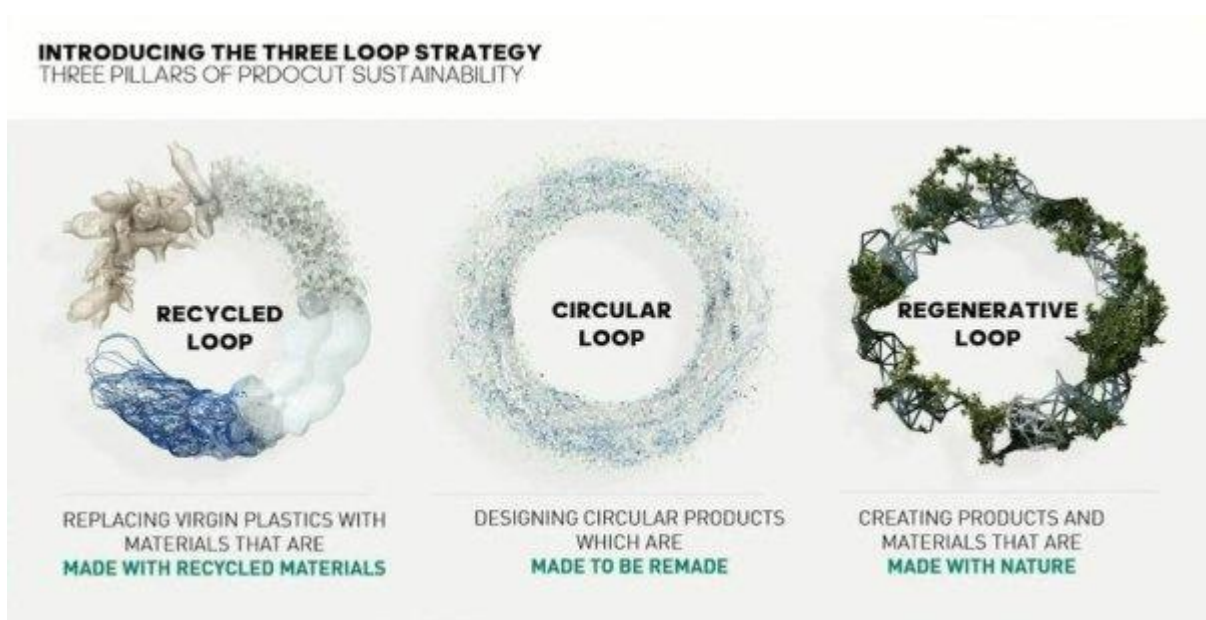 INTRODUCING THE THREE LOOP STRATEGY
THREE PILLARS OF PRDOCUT SUSTAINABILITY
RECYCLED
LOOP
REPLACING VIRGIN PLASTICS WITH
MATERIALS THAT ARE
MADE WITH RECYCLED MATERIALS
CIRCULAR
LOOP
DESIGNING CIRCULAR PRODUCTS
WHICH ARE
MADE TO BE REMADE
REGENERATIVE
LOOP
CREATING PRODUCTS AND
MATERIALS THAT ARE
MADE WITH NATURE